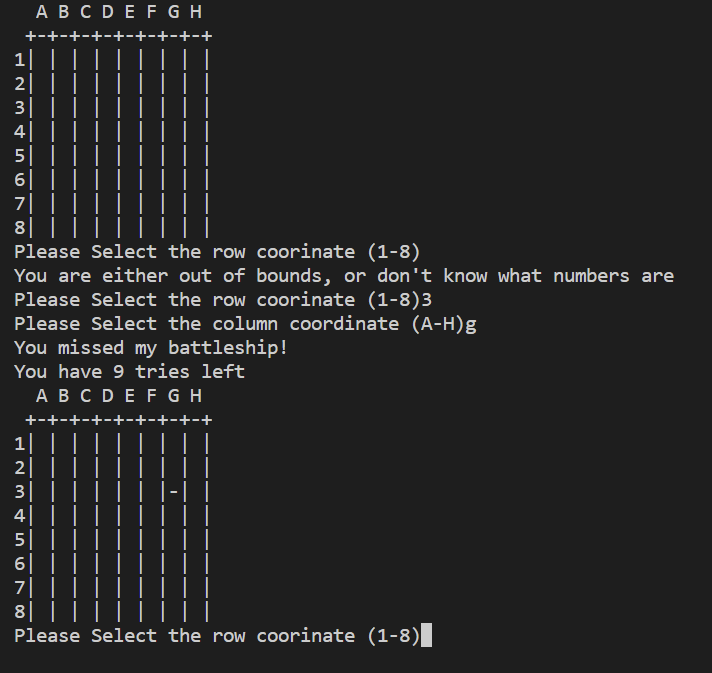 A B C D E F G H
 +-+-+-+-+-+-+-+-+
1| | | | | | | | |
2| | | | | | | | |
3| | | | | | | | |
4| | | | | | | | |
5| | | | | | | | |
6| | | | | | | | |
7| | | | | | | | |
8| | | | | | | | |
Please Select the row coorinate (1-8)
You are either out of bounds, or don't know what numbers are
Please Select the row coorinate (1-8)3
Please Select the column coordinate (A-H)g
You missed my battleship!
You have 9 tries left
  A B C D E F G H
 +-+-+-+-+-+-+-+-+
1| | | | | | | | |
2| | | | | | | | |
3| | | | | | |-| |
4| | | | | | | | |
5| | | | | | | | |
6| | | | | | | | |
7| | | | | | | | |
8| | | | | | | | |
Please Select the row coorinate (1-8)